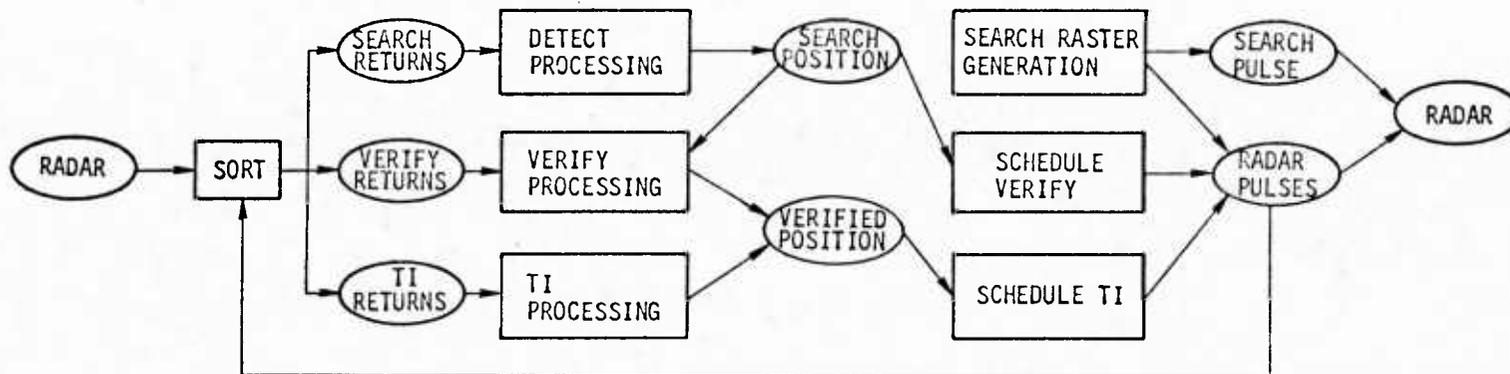 RADAR
SORT
SEARCH
RETURNS
VERIFY
RETURNS
TI
RETURNS
DETECT
PROCESSING
VERIFY
PROCESSING
TI
PROCESSING
SEARCH
POSITION
VERIFIED
POSITION
SEARCH RASTER
GENERATION
SCHEDULE
VERIFY
SCHEDULE TI
SEARCH
PULSE
RADAR
PULSES
RADAR